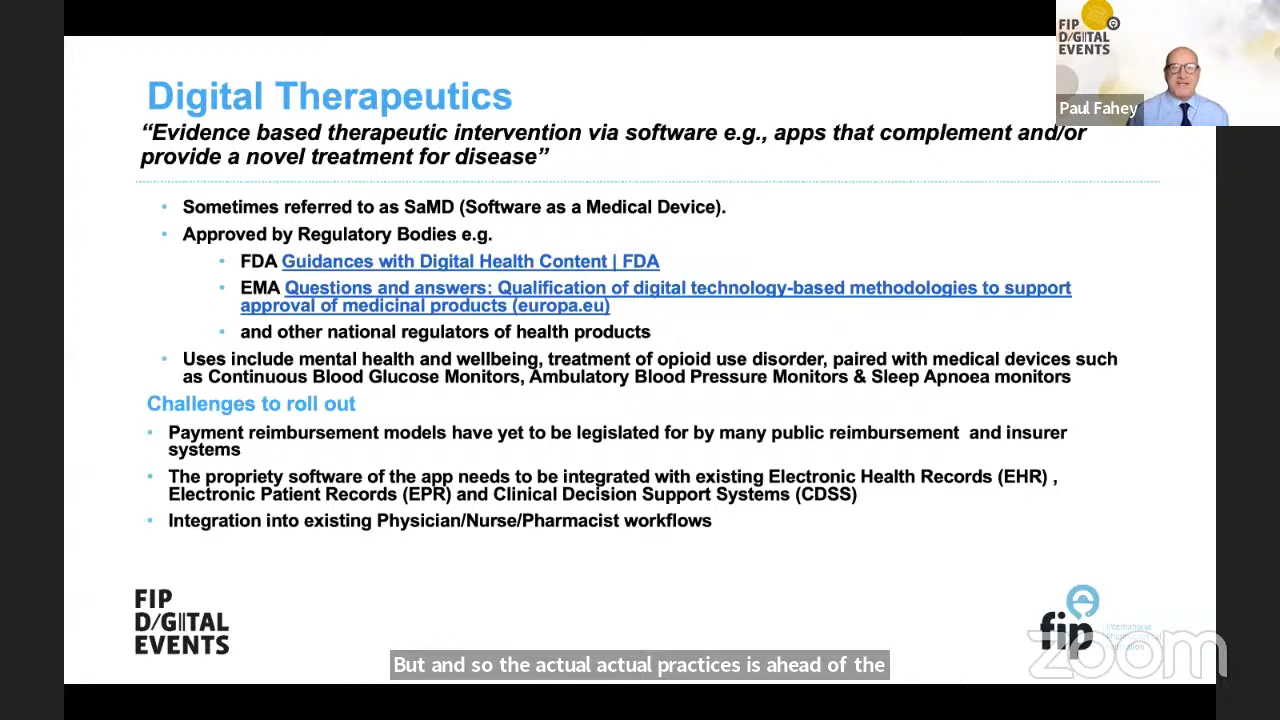 FIP
D/GITAL
EVENTS
Paul Fahey
Digital Therapeutics
“Evidence based therapeutic intervention via software e.g., apps that complement and/or
provide a novel treatment for disease”
• Sometimes referred to as SaMD (Software as a Medical Device).
• Approved by Regulatory Bodies e.g.
• FDA Guidances with Digital Health Content | FDA
• EMA Questions and answers: Qualification of digital technology-based methodologies to support
approval of medicinal products (europa.eu)
• and other national regulators of health products
• Uses include mental health and wellbeing, treatment of opioid use disorder, paired with medical devices such
as Continuous Blood Glucose Monitors, Ambulatory Blood Pressure Monitors & Sleep Apnoea monitors
Challenges to roll out
• Payment reimbursement models have yet to be legislated for by many public reimbursement and insurer
systems
• The propriety software of the app needs to be integrated with existing Electronic Health Records (EHR) ,
Electronic Patient Records (EPR) and Clinical Decision Support Systems (CDSS)
• Integration into existing Physician/Nurse/Pharmacist workflows
FIP
D/GITAL
EVENTS
fip
International
zoom
But and so the actual actual practices is ahead of the